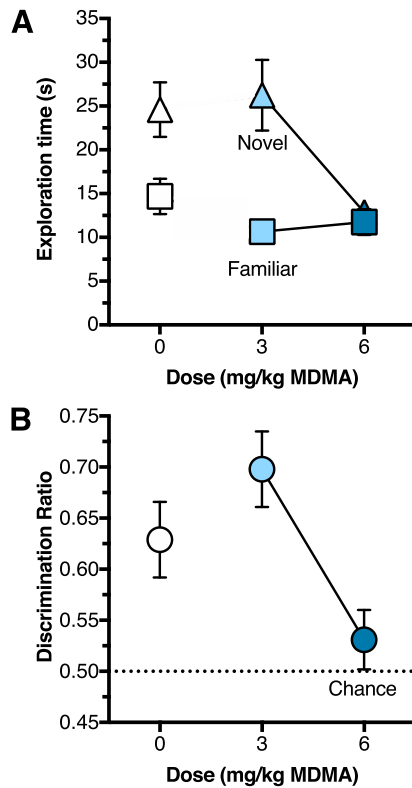 A
35
30
25
20
15
10
5
0
Exploration time (s)
Novel
Familiar
0 3 6
Dose (mg/kg MDMA)
B
0.75
0.70
0.65
0.60
0.55
0.50
0.45
Discrimination Ratio
Chance
0 3 6
Dose (mg/kg MDMA)